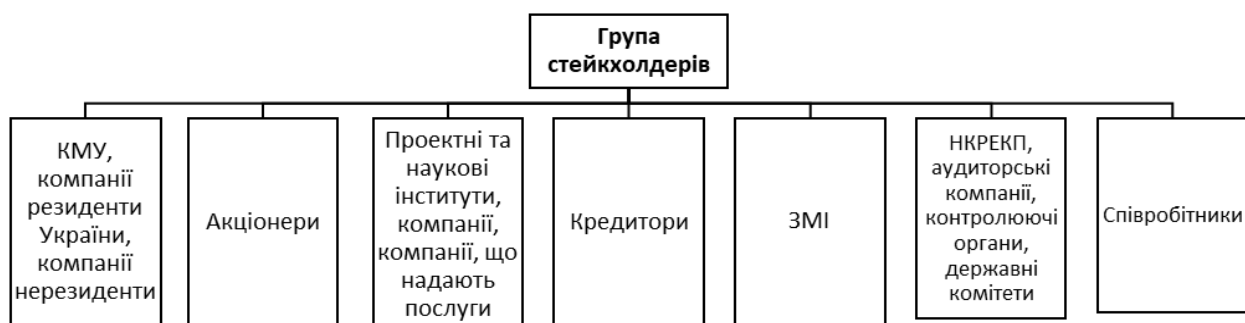 Група
стейкхолдерів
КМУ,
компанії
резиденти
України,
компанії
нерезиденти
Акціонери
Проектні та
наукові
інститути,
компанії,
компанії, що
надають
послуги
Кредитори
ЗМІ
НКРЕКП,
аудиторські
компанії,
контролюючі
органи,
державні
комітети
Співробітники